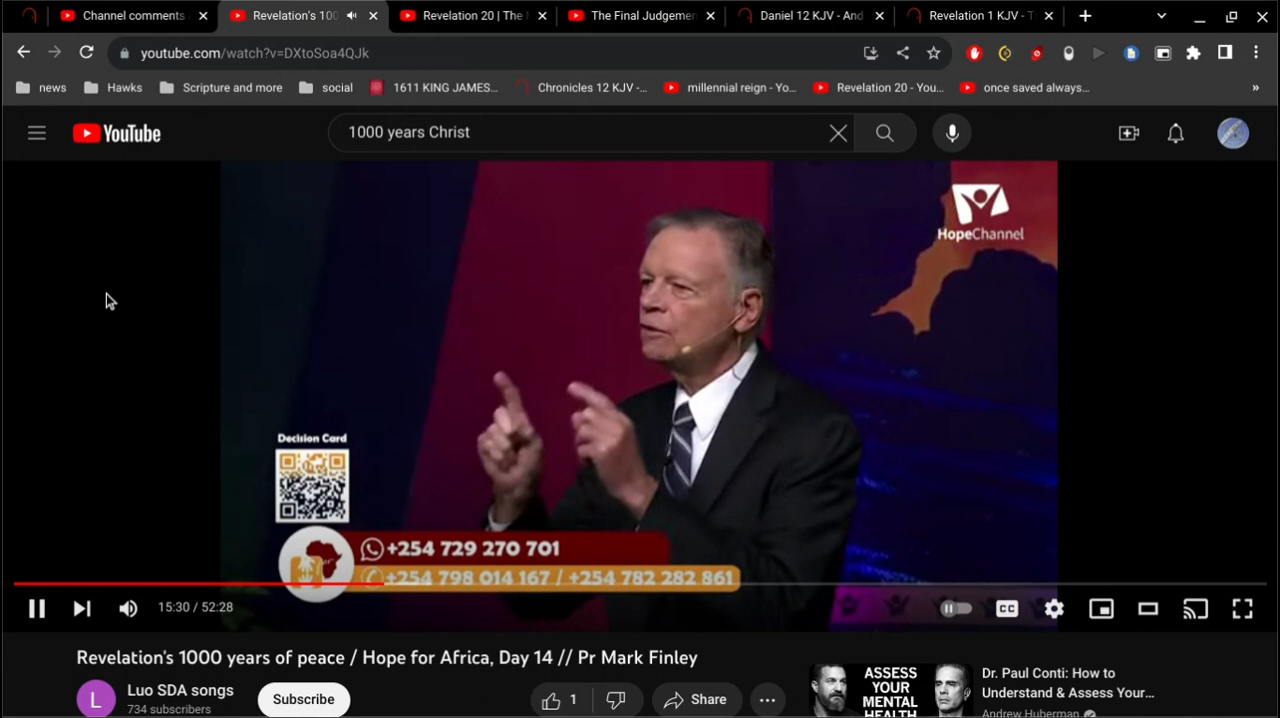 Channel comments
Revelation's 100
Revelation 20 | The
The Final Judgemen
Daniel 12 KJV - And
Revelation 1 KJV - T
youtube.com/watch?v=DXtoSoa4QJk
news
Hawks
Scripture and more
social
1611 KING JAMES...
Chronicles 12 KJV -...
millennial reign - Yo...
Revelation 20 - You...
once saved always...
»
YouTube
1000 years Christ
HopeChannel
Decision Card
+254 729 270 701
+254 798 014 167 / +254 782 282 861
15:30 / 52:28
CC
Revelation's 1000 years of peace / Hope for Africa, Day 14 // Pr Mark Finley
L
Luo SDA songs
734 subscribers
Subscribe
1
Share
ASSESS
YOUR
MENTAL
HEALTH
Dr. Paul Conti: How to
Understand & Assess Your...
Andrew Huberman